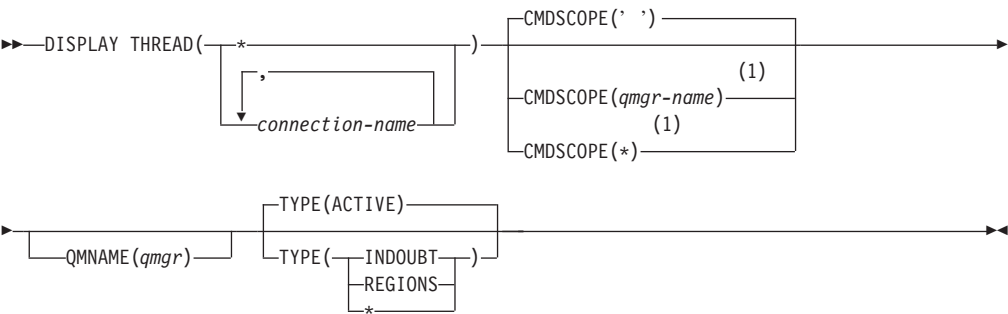 CMDSCOPE(' ')
DISPLAY THREAD( * )
,
(1)
CMDSCOPE(qmgr-name)
connection-name
(1)
CMDSCOPE(*)
TYPE(ACTIVE)
QMNAME(qmgr) TYPE( INDOUBT )
REGIONS
*